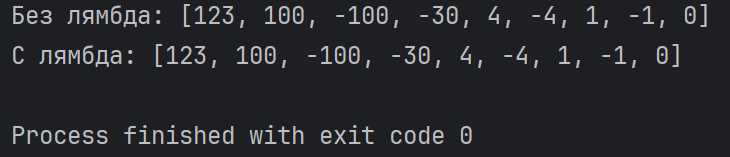 Без лямбда: [123, 100, -100, -30, 4, -4, 1, -1, 0]
С лямбда: [123, 100, -100, -30, 4, -4, 1, -1, 0]
Process finished with exit code 0